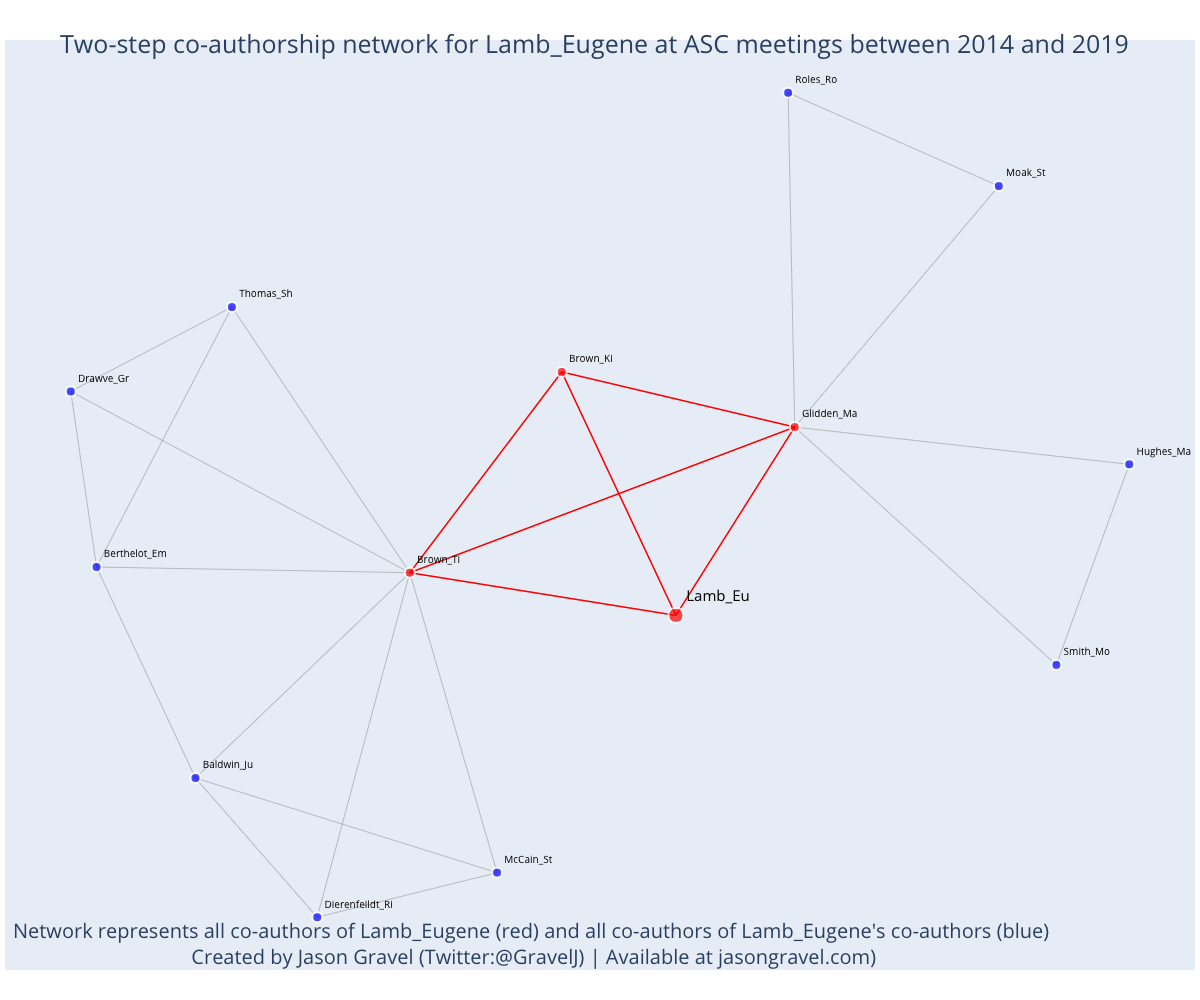 Two-step co-authorship network for Lamb_Eugene at ASC meetings between 2014 and 2019
Roles_Ro
Moak_St
Thomas_Sh
Brown_Ki
Drawve_Gr
Glidden_Ma
Hughes_Ma
Berthelot_Em
Brown_Ti
Lamb_Eu
Smith_Mo
Baldwin_Ju
McCain_St
Dierenfeildt_Ri
Network represents all co-authors of Lamb_Eugene (red) and all co-authors of Lamb_Eugene's co-authors (blue)
Created by Jason Gravel (Twitter:@GravelJ) | Available at jasongravel.com)